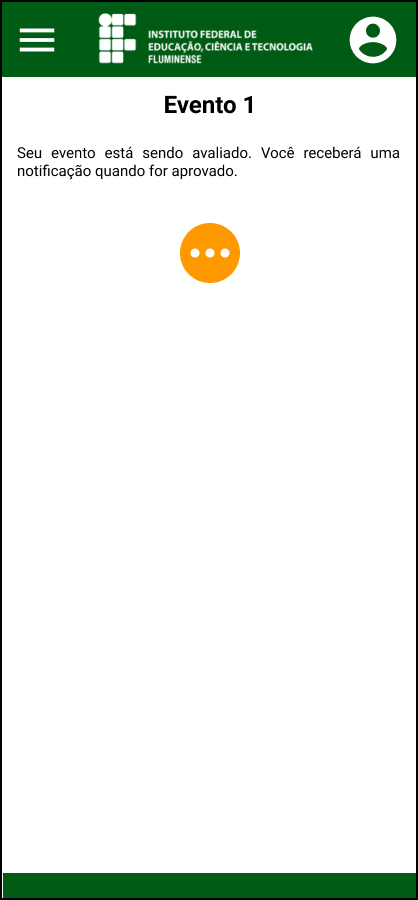 INSTITUTO FEDERAL DE
EDUCAÇÃO, CIÊNCIA E TECNOLOGIA
FLUMINENSE
Evento 1
Seu evento está sendo avaliado. Você receberá uma
notificação quando for aprovado.